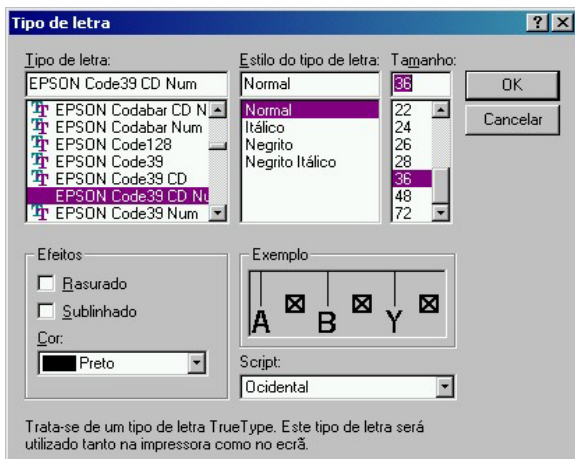 Tipo de letra
Tipo de letra:
EPSON Code39 CD Num
EPSON Codabar CD N
EPSON Codabar Num
EPSON Code128
EPSON Code39
EPSON Code39 CD
EPSON Code39 CD Nu
EPSON Code39 Num
Estilo do tipo de letra:
Normal
Normal
Itálico
Negrito
Negrito Itálico
Tamanho:
36
22
24
26
28
36
48
72
OK
Cancelar
Efeitos
Rasurado
Sublinhado
Cor:
Preto
Exemplo
A B Y
Script:
Ocidental
Trata-se de um tipo de letra TrueType. Este tipo de letra será
utilizado tanto na impressora como no ecrã.